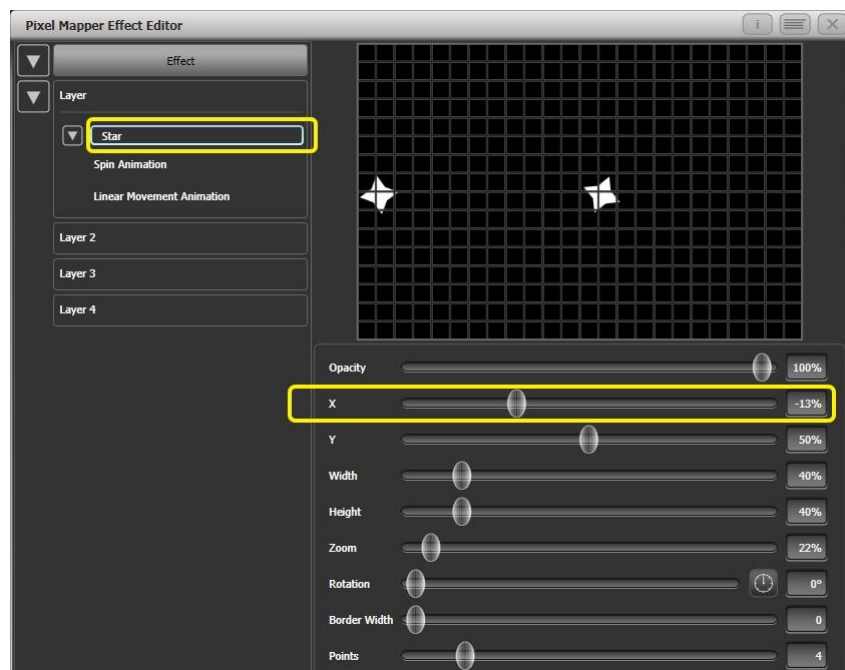 Pixel Mapper Effect Editor
i
Effect
Layer
Star
Spin Animation
Linear Movement Animation
Layer 2
Layer 3
Layer 4
Opacity 100%
X -13%
Y 50%
Width 40%
Height 40%
Zoom 22%
Rotation 0°
Border Width 0
Points 4